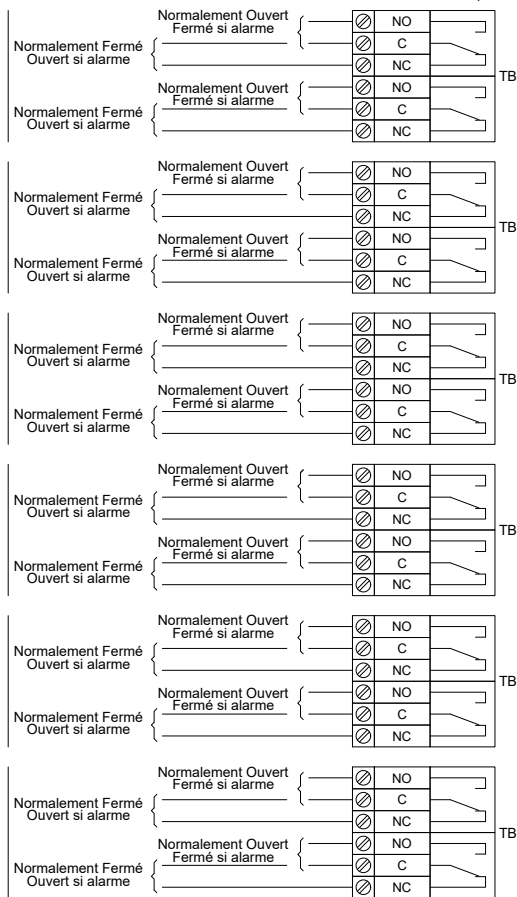 Normalement Ouvert
Fermé si alarme
NO
Normalement Fermé
Ouvert si alarme
C
NC
TB
Normalement Ouvert
Fermé si alarme
NO
Normalement Fermé
Ouvert si alarme
C
NC
Normalement Ouvert
Fermé si alarme
NO
Normalement Fermé
Ouvert si alarme
C
NC
TB
Normalement Ouvert
Fermé si alarme
NO
Normalement Fermé
Ouvert si alarme
C
NC
Normalement Ouvert
Fermé si alarme
NO
Normalement Fermé
Ouvert si alarme
C
NC
TB
Normalement Ouvert
Fermé si alarme
NO
Normalement Fermé
Ouvert si alarme
C
NC
Normalement Ouvert
Fermé si alarme
NO
Normalement Fermé
Ouvert si alarme
C
NC
TB
Normalement Ouvert
Fermé si alarme
NO
Normalement Fermé
Ouvert si alarme
C
NC
Normalement Ouvert
Fermé si alarme
NO
Normalement Fermé
Ouvert si alarme
C
NC
TB
Normalement Ouvert
Fermé si alarme
NO
Normalement Fermé
Ouvert si alarme
C
NC
Normalement Ouvert
Fermé si alarme
NO
Normalement Fermé
Ouvert si alarme
C
NC
TB
Normalement Ouvert
Fermé si alarme
NO
Normalement Fermé
Ouvert si alarme
C
NC